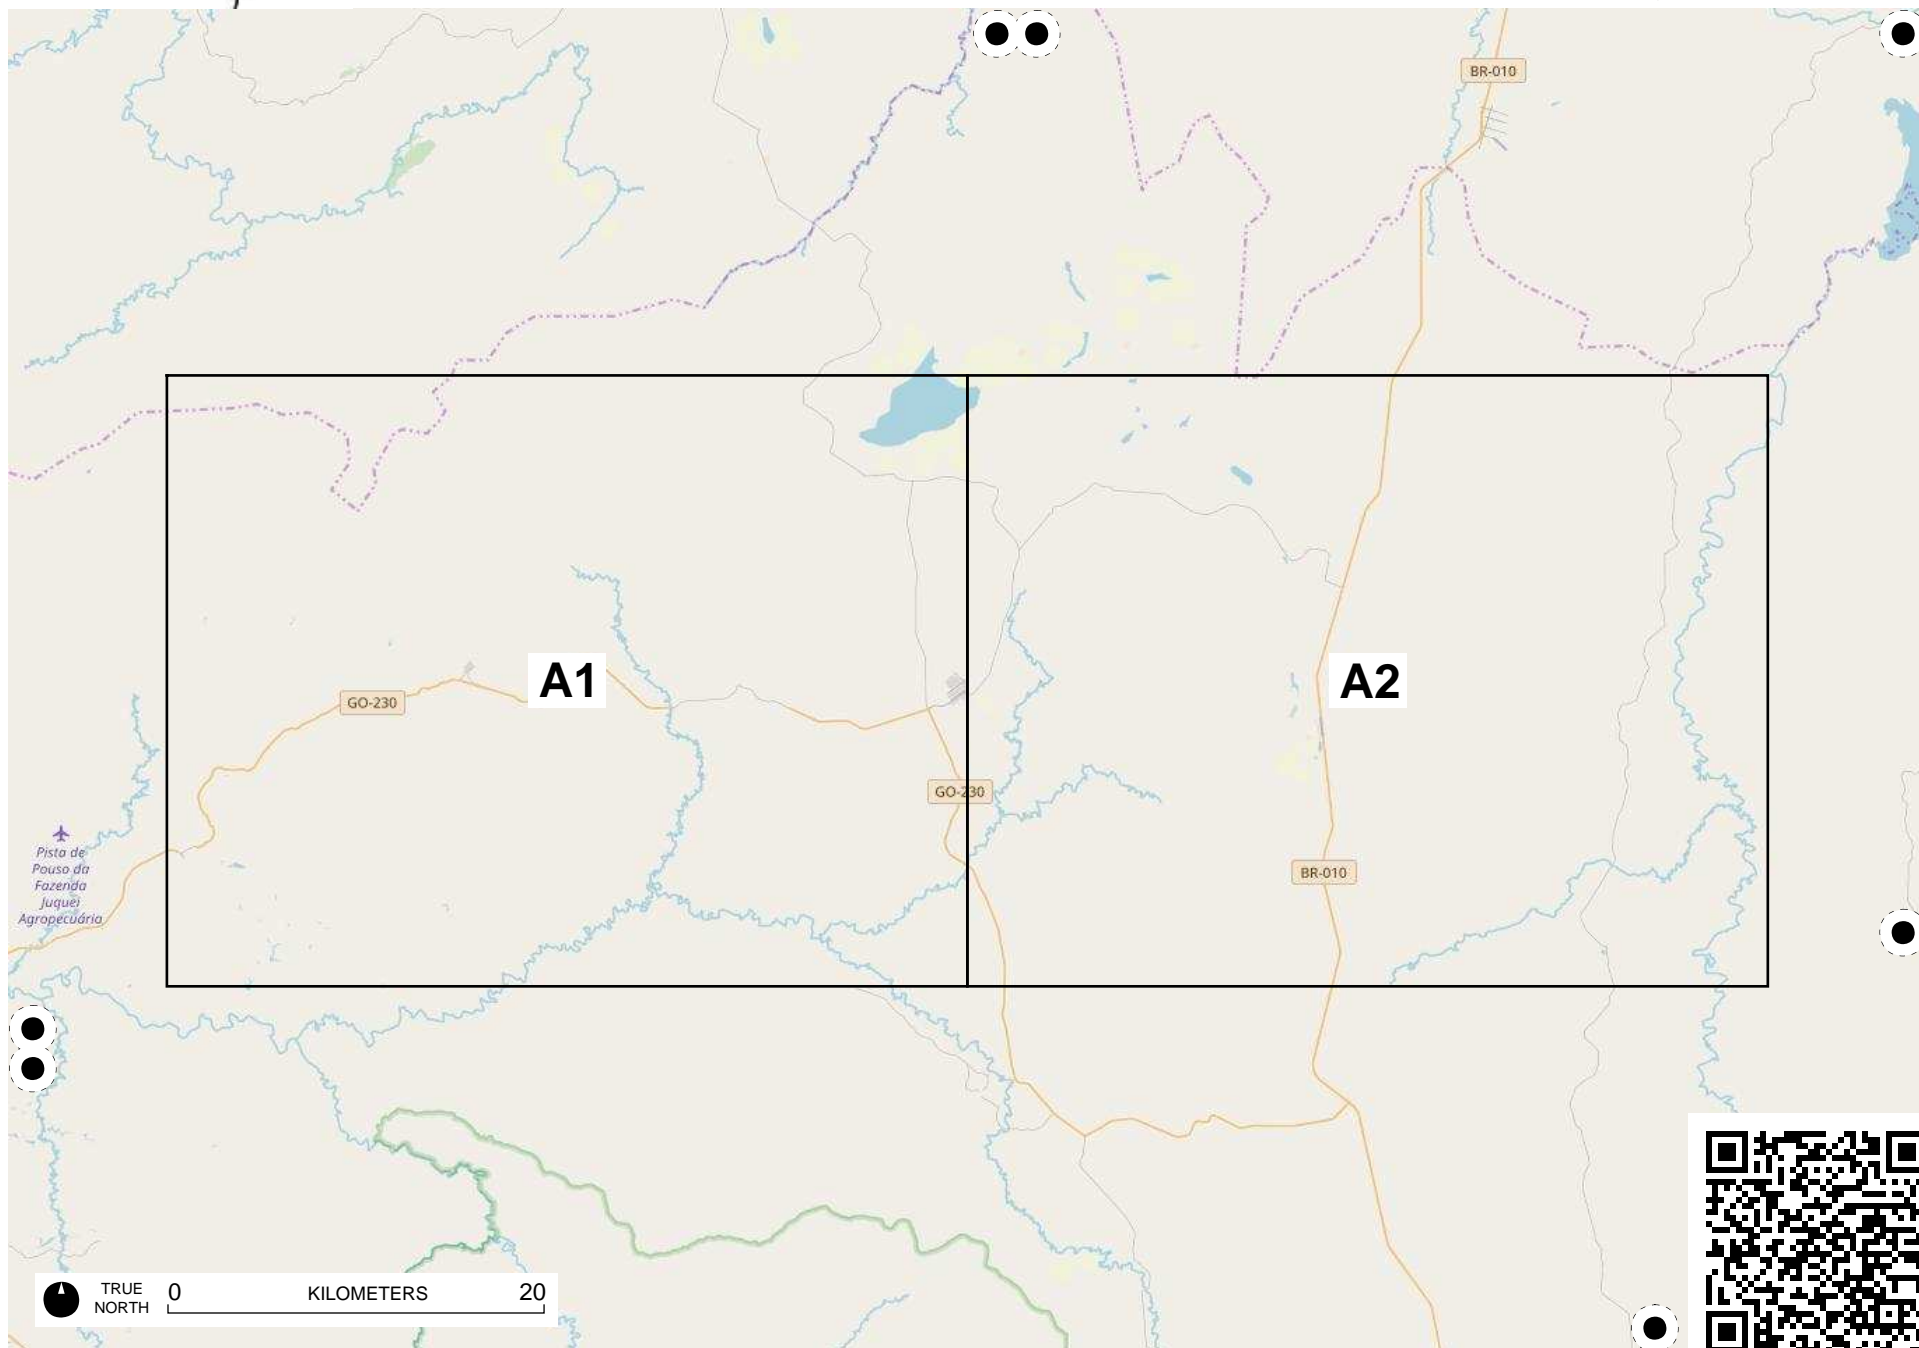 BR-010
A1
A2
GO-230
GO-230
Pista de
Pouso da
Fazenda
Juquei
Agropecuária
BR-010
TRUE
NORTH
0
KILOMETERS
20